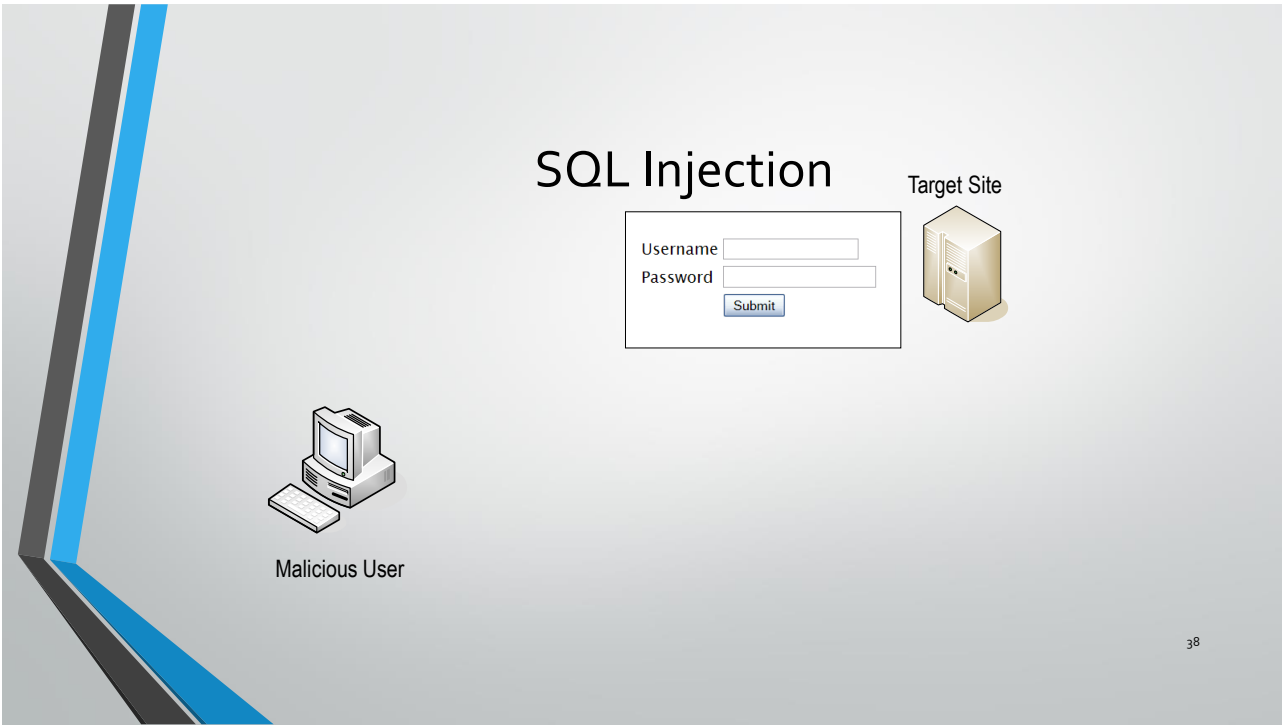 SQL Injection
Target Site
Username
Password
Submit
Malicious User
38